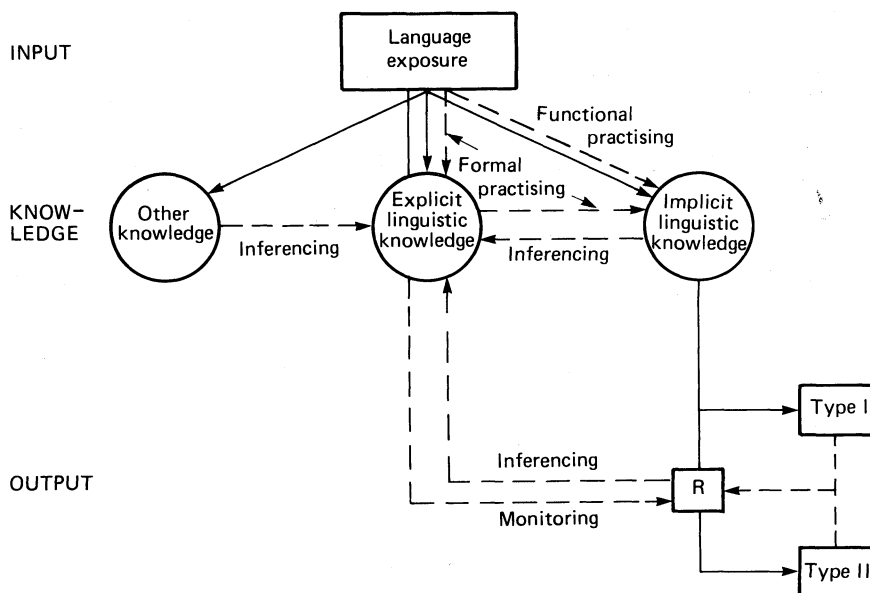 INPUT
Language
exposure
Functional
practising
Formal
practising
KNOW–
LEDGE
Other
knowledge
Inferencing
Explicit
linguistic
knowledge
Inferencing
Implicit
linguistic
knowledge
Type I
OUTPUT
Inferencing
R
Monitoring
Type II